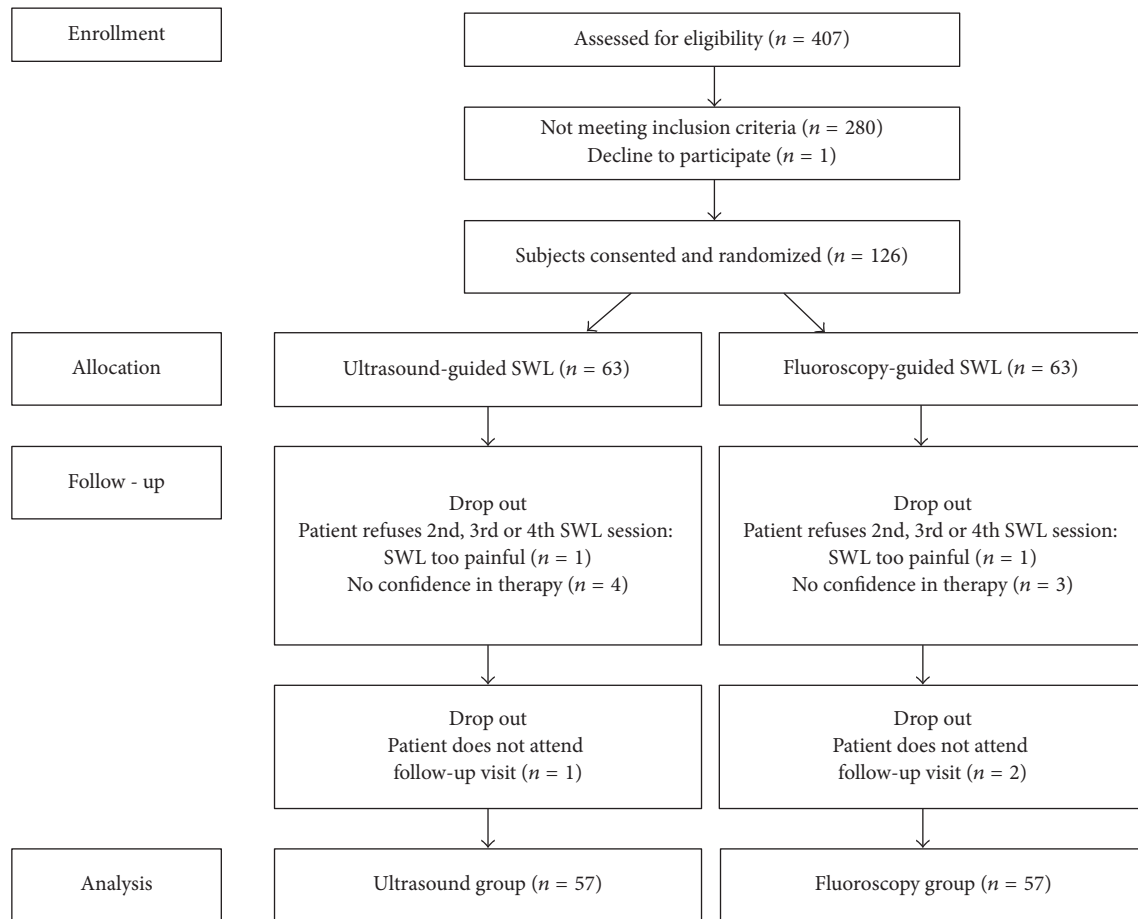 Enrollment
Assessed for eligibility (n = 407)
Not meeting inclusion criteria (n = 280)
Decline to participate (n = 1)
Subjects consented and randomized (n = 126)
Allocation
Ultrasound-guided SWL (n = 63)
Fluoroscopy-guided SWL (n = 63)
Follow - up
Drop out
Patient refuses 2nd, 3rd or 4th SWL session:
SWL too painful (n = 1)
No confidence in therapy (n = 4)
Drop out
Patient refuses 2nd, 3rd or 4th SWL session:
SWL too painful (n = 1)
No confidence in therapy (n = 3)
Drop out
Patient does not attend
follow-up visit (n = 1)
Drop out
Patient does not attend
follow-up visit (n = 2)
Analysis
Ultrasound group (n = 57)
Fluoroscopy group (n = 57)